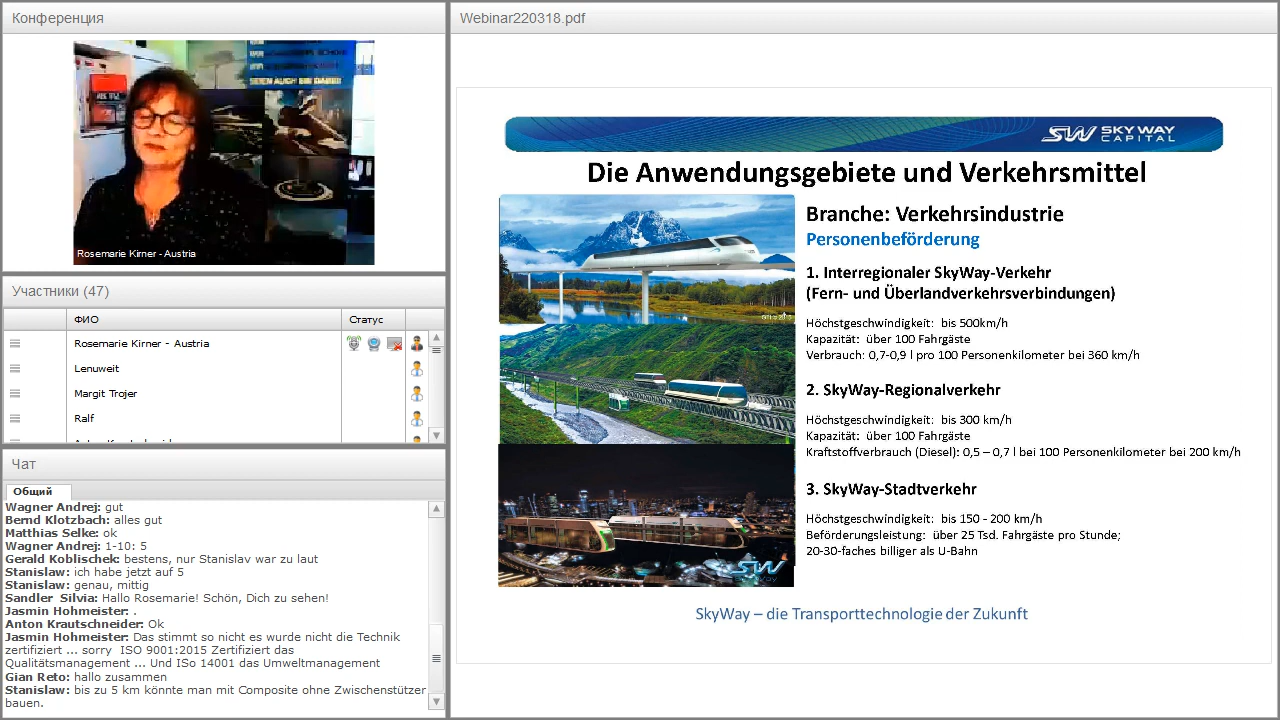 Конференция
SEIEN AUCH SIE DABEI!
Rosemarie Kirner - Austria
Участники (47)
ФИО
Статус
Rosemarie Kirner - Austria
Lenuweit
Margit Trojer
Ralf
Чат
Общий
Wagner Andrej: gut
Bernd Klotzbach: alles gut
Matthias Selke: ok
Wagner Andrej: 1-10: 5
Gerald Koblischek: bestens, nur Stanislav war zu laut
Stanislaw: ich habe jetzt auf 5
Stanislaw: genau, mittig
Sandler Silvia: Hallo Rosemarie! Schön, Dich zu sehen!
Jasmin Hohmeister: .
Anton Krautschneider: Ok
Jasmin Hohmeister: Das stimmt so nicht es wurde nicht die Technik
zertifiziert ... sorry ISO 9001:2015 Zertifiziert das
Qualitätsmanagement ... Und iSo 14001 das Umweltmanagement
Gian Reto: hallo zusammen
Stanislaw: bis zu 5 km könnte man mit Composite ohne Zwischenstützer
bauen.
Webinar220318.pdf
SW SKY WAY
CAPITAL
Die Anwendungsgebiete und Verkehrsmittel
Branche: Verkehrsindustrie
Personenbeförderung
1. Interregionaler SkyWay-Verkehr
(Fern- und Überlandverkehrsverbindungen)
Höchstgeschwindigkeit: bis 500km/h
Kapazität: über 100 Fahrgäste
Verbrauch: 0,7-0,9 l pro 100 Personenkilometer bei 360 km/h
2. SkyWay-Regionalverkehr
Höchstgeschwindigkeit: bis 300 km/h
Kapazität: über 100 Fahrgäste
Kraftstoffverbrauch (Diesel): 0,5 – 0,7 l bei 100 Personenkilometer bei 200 km/h
3. SkyWay-Stadtverkehr
Höchstgeschwindigkeit: bis 150 - 200 km/h
Beförderungsleistung: über 25 Tsd. Fahrgäste pro Stunde;
20-30-faches billiger als U-Bahn
SW
SkyWay – die Transporttechnologie der Zukunft